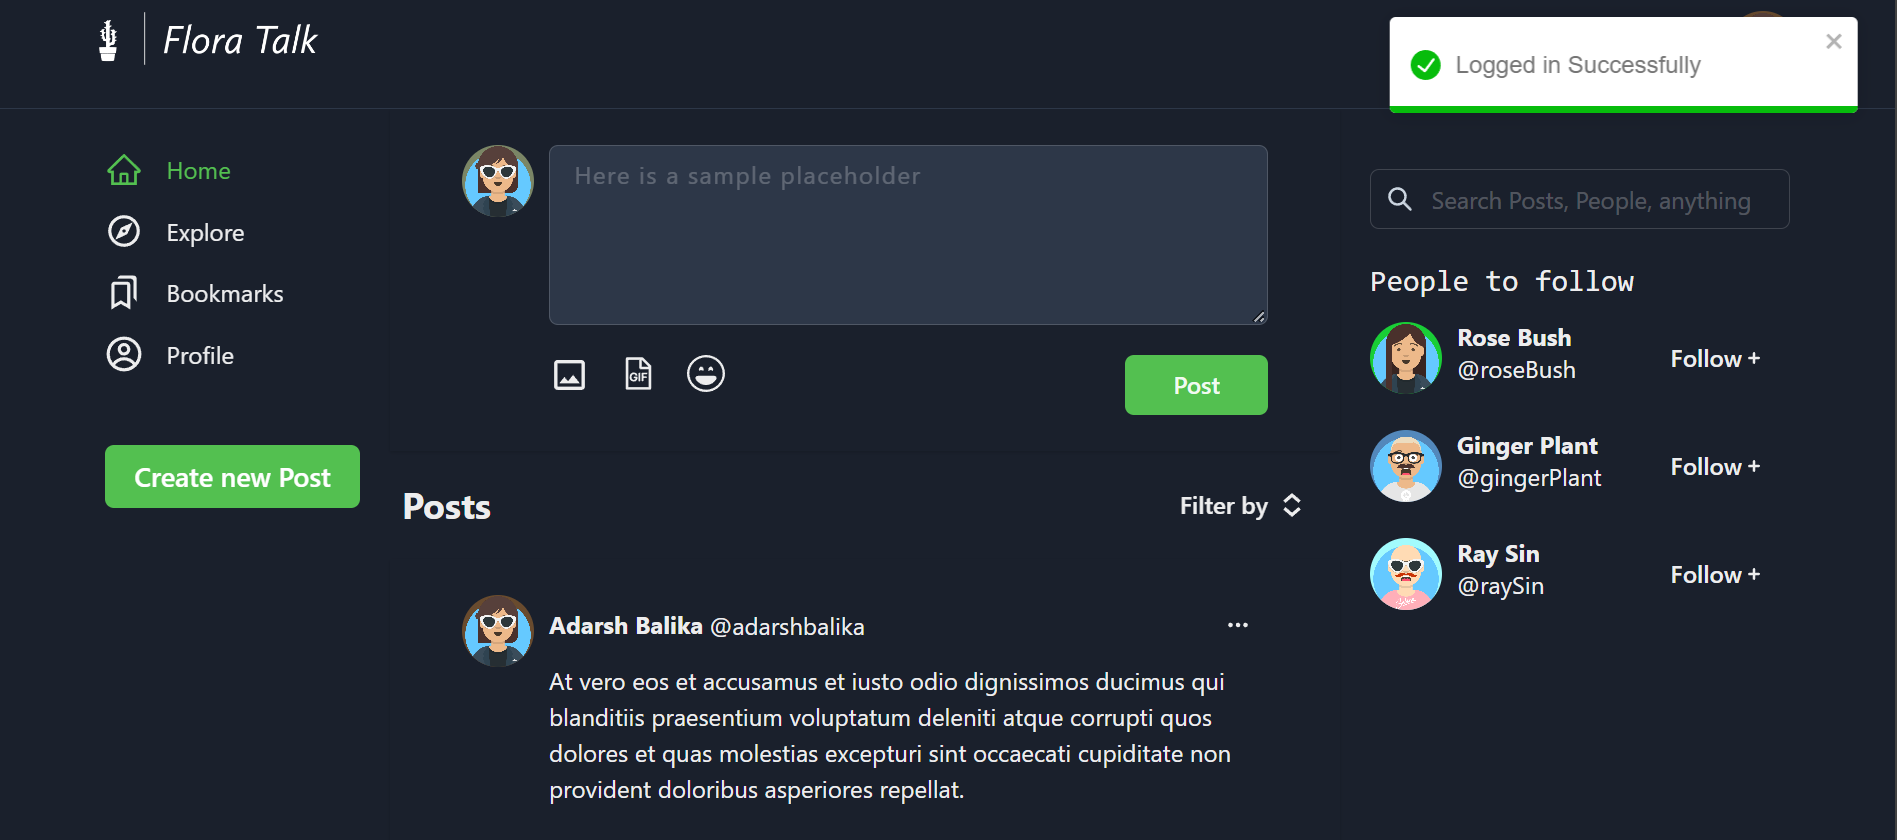 Flora Talk
Logged in Successfully
Home
Explore
Bookmarks
Profile
Create new Post
Here is a sample placeholder
GIF
Post
Posts
Filter by
Adarsh Balika @adarshbalika
At vero eos et accusamus et iusto odio dignissimos ducimus qui
blanditiis praesentium voluptatum deleniti atque corrupti quos
dolores et quas molestias excepturi sint occaecati cupiditate non
provident doloribus asperiores repellat.
Search Posts, People, anything
People to follow
Rose Bush
@roseBush
Follow +
Ginger Plant
@gingerPlant
Follow +
Ray Sin
@raySin
Follow +